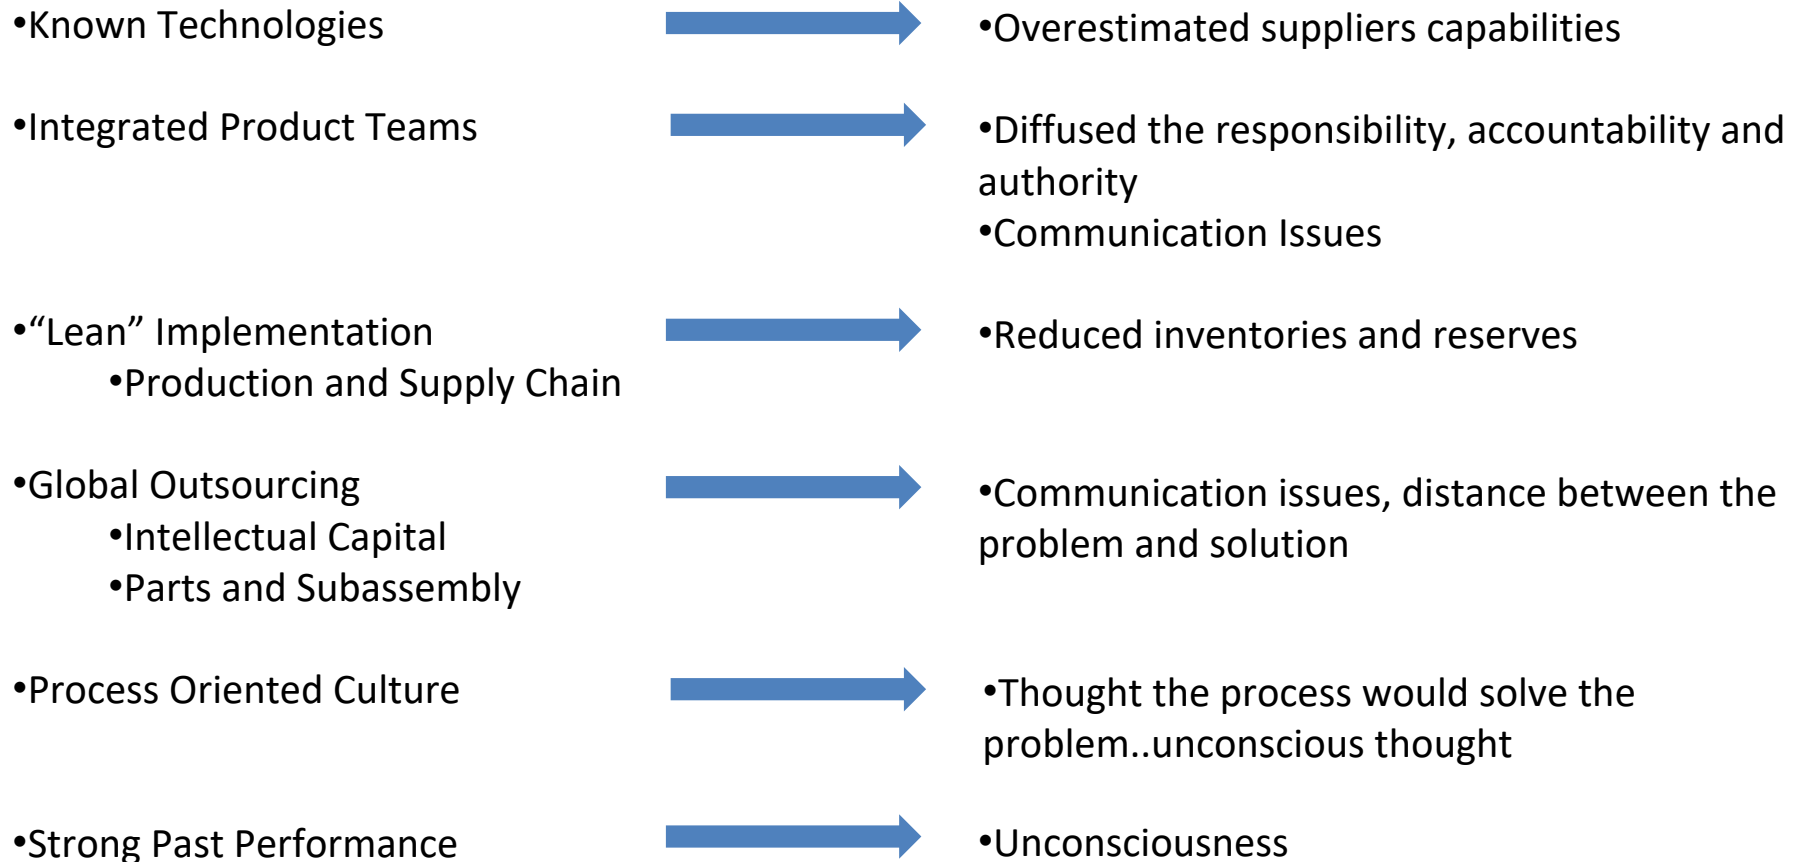 •Known Technologies
•Overestimated suppliers capabilities
•Integrated Product Teams
•Diffused the responsibility, accountability and
authority
•Communication Issues
•“Lean” Implementation
•Production and Supply Chain
•Reduced inventories and reserves
•Global Outsourcing
•Intellectual Capital
•Parts and Subassembly
•Communication issues, distance between the
problem and solution
•Process Oriented Culture
•Thought the process would solve the
problem..unconscious thought
•Strong Past Performance
•Unconsciousness